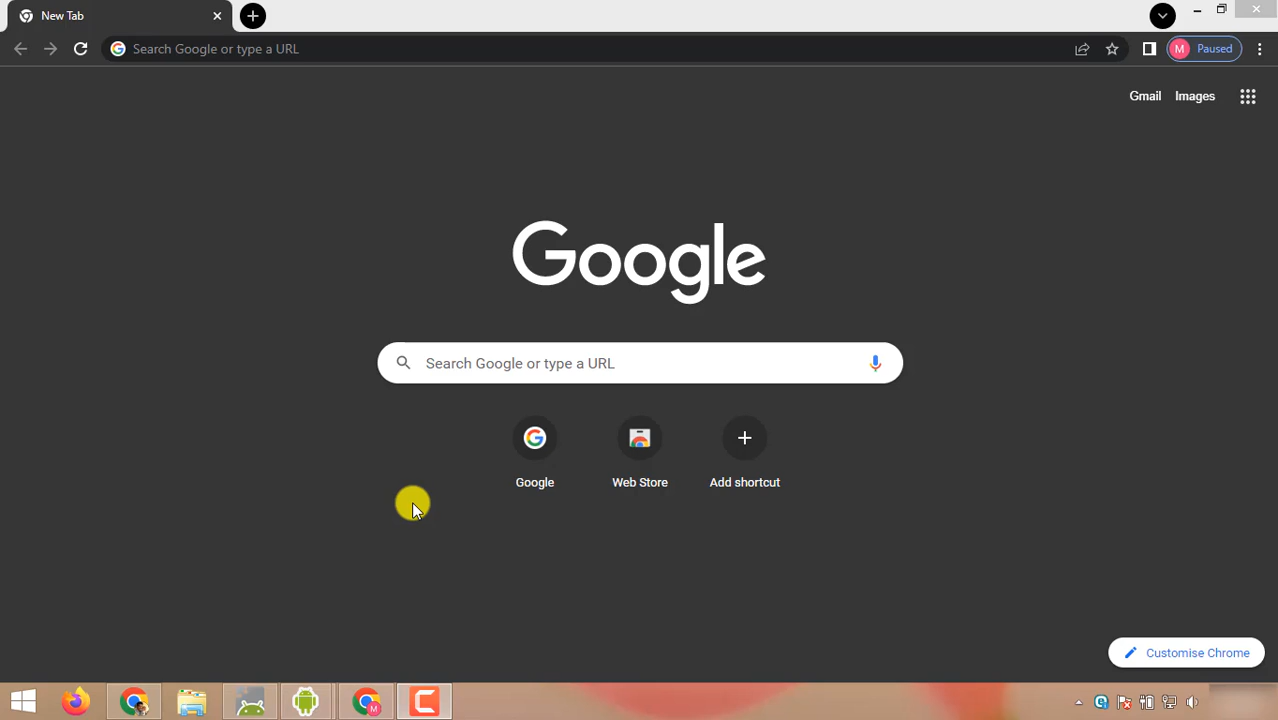 New Tab
Search Google or type a URL
M Paused
Gmail Images
Google
Search Google or type a URL
Google Web Store Add shortcut
Customise Chrome